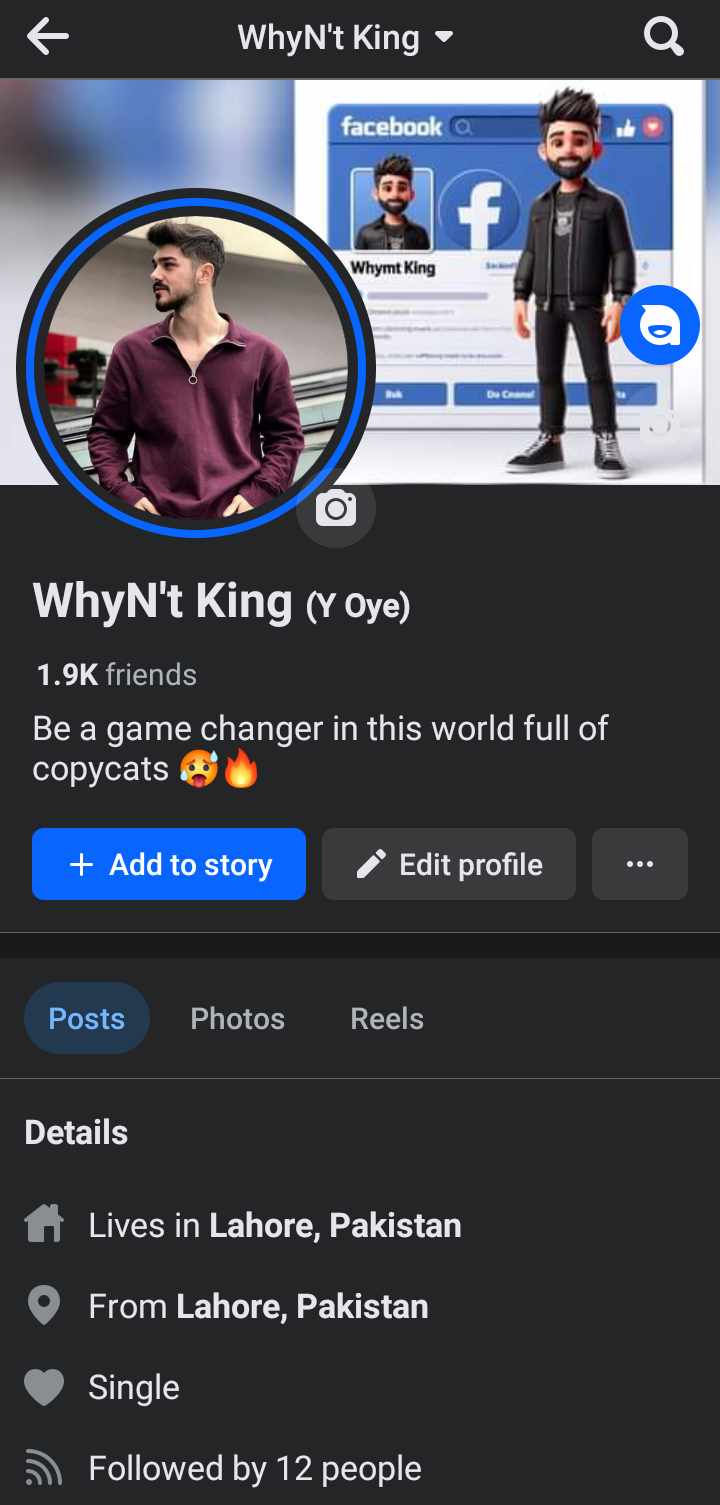 WhyN't King
facebook
Whymt King
Bok
Do Cnanal
WhyN't King (Y Oye)
1.9K friends
Be a game changer in this world full of
copycats 🥵🔥
+ Add to story
Edit profile
Posts
Photos
Reels
Details
Lives in Lahore, Pakistan
From Lahore, Pakistan
Single
Followed by 12 people